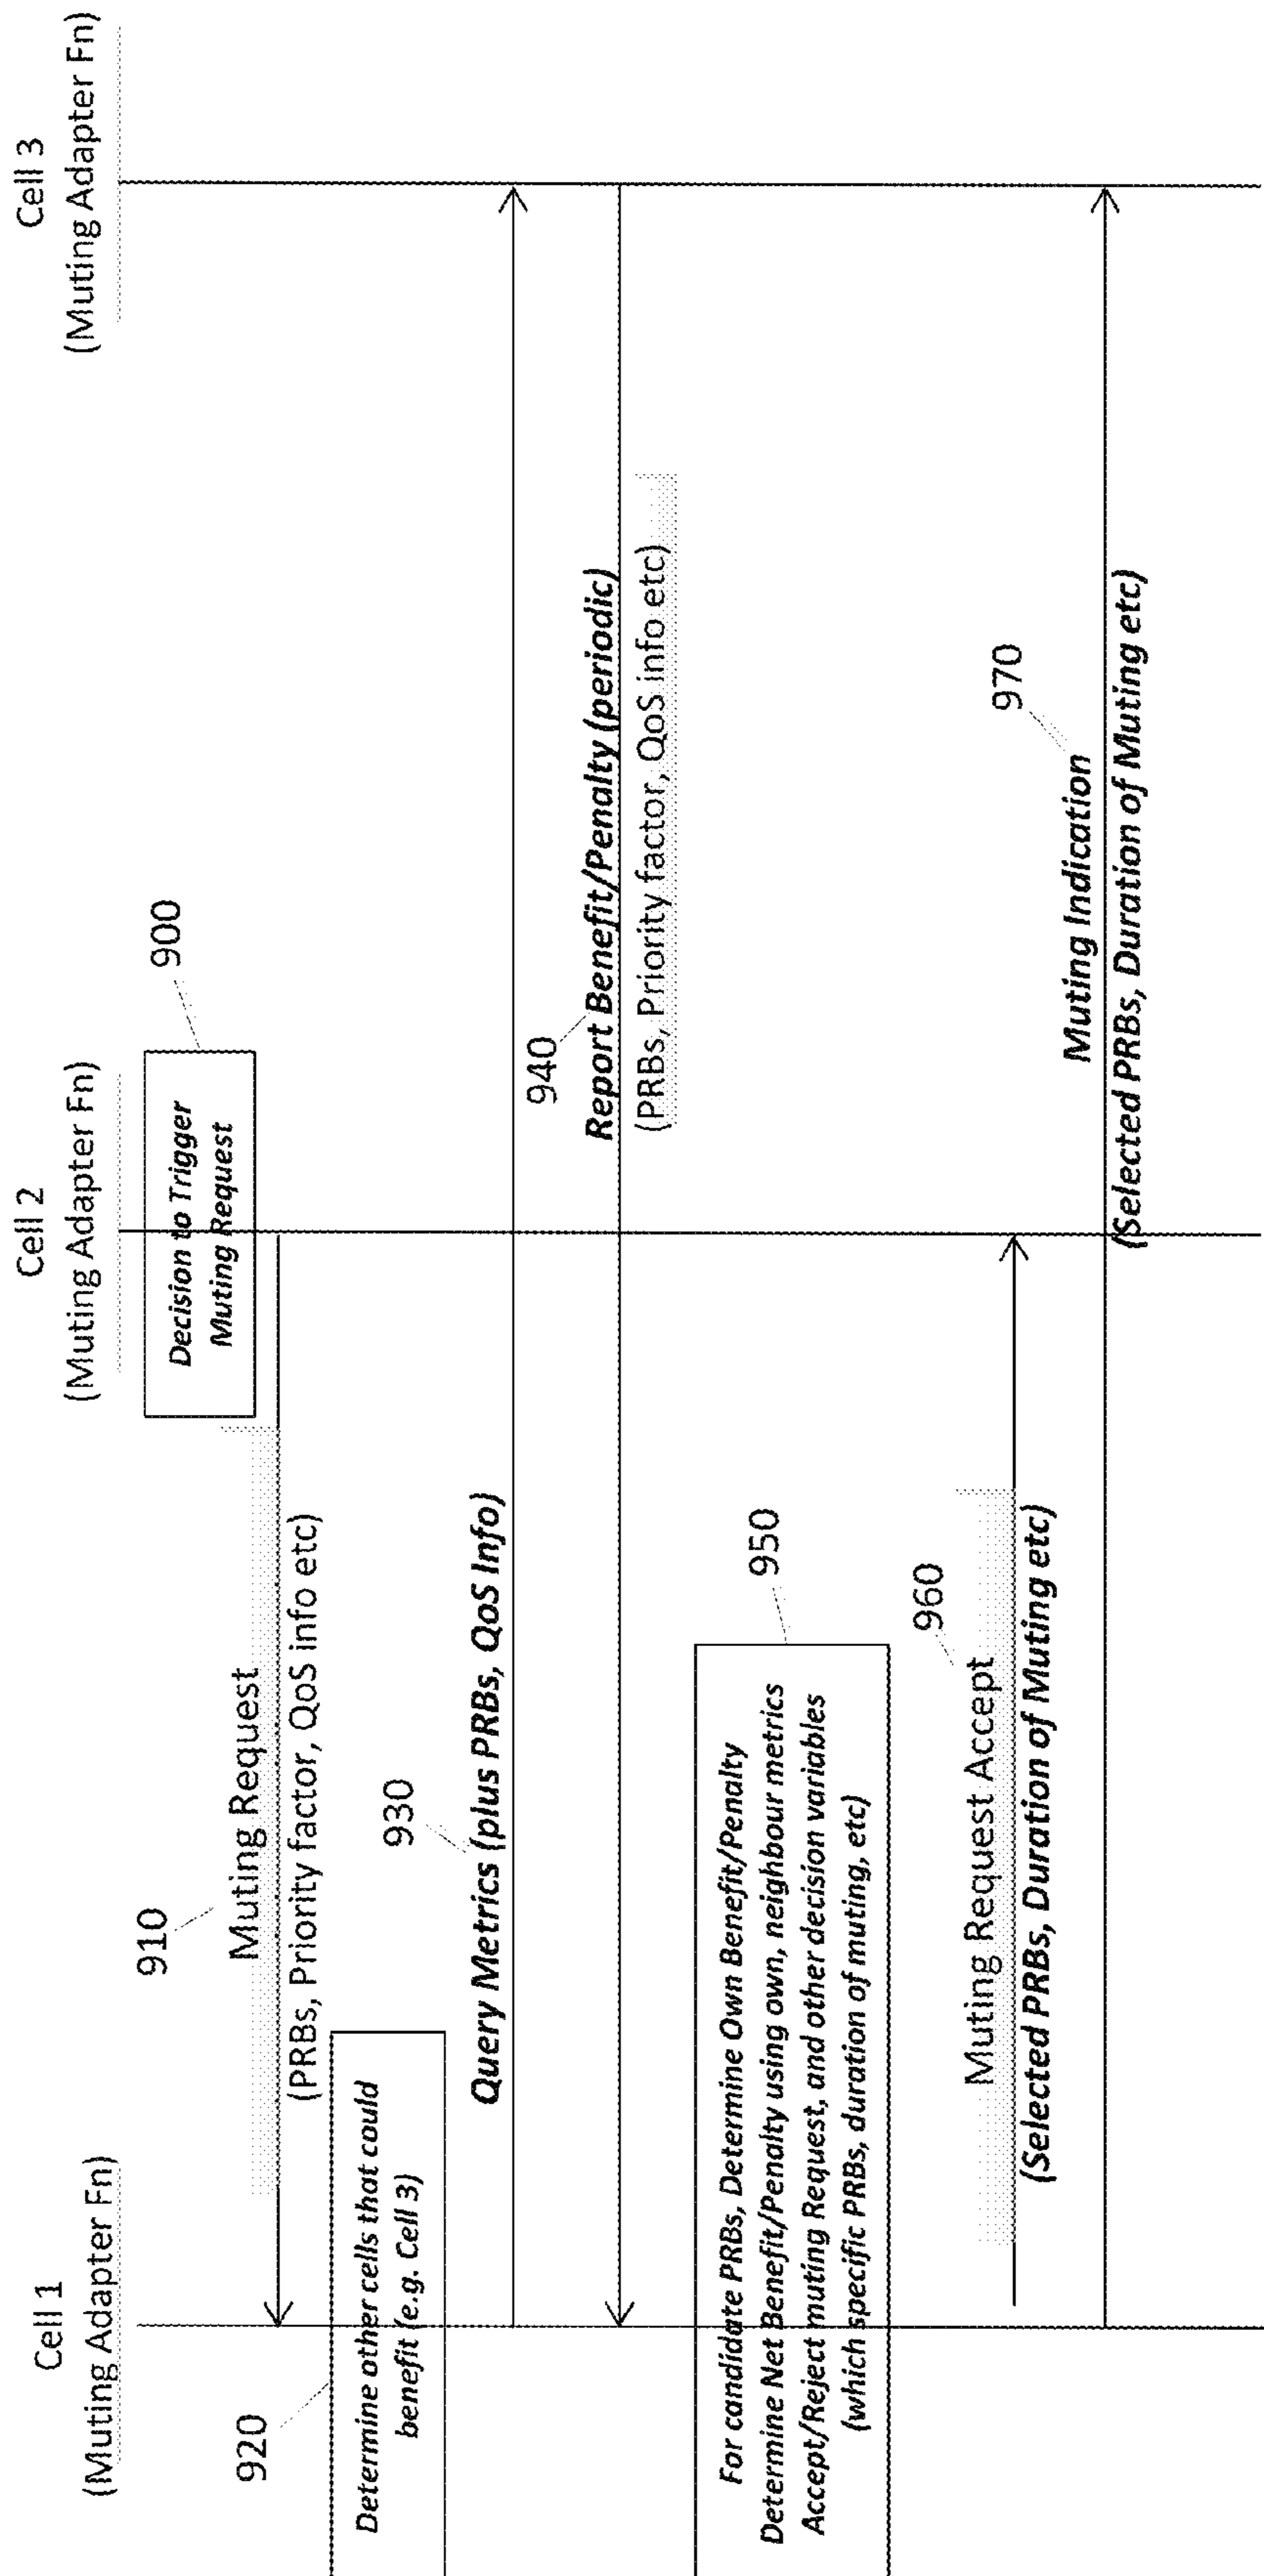 Cell 1
(Muting Adapter Fn)
Cell 2
(Muting Adapter Fn)
Cell 3
(Muting Adapter Fn)
900
Decision to Trigger
Muting Request
910
Muting Request
(PRBs, Priority factor, QoS info etc)
920
Determine other cells that could
benefit (e.g. Cell 3)
930
Query Metrics (plus PRBs, QoS Info)
940
Report Benefit/Penalty (periodic)
(PRBs, Priority factor, QoS info etc)
950
For candidate PRBs, Determine Own Benefit/Penalty
Determine Net Benefit/Penalty using own, neighbour metrics
Accept/Reject muting Request, and other decision variables
(which specific PRBs, duration of muting, etc)
960
Muting Request Accept
(Selected PRBs, Duration of Muting etc)
970
Muting Indication
(Selected PRBs, Duration of Muting etc)